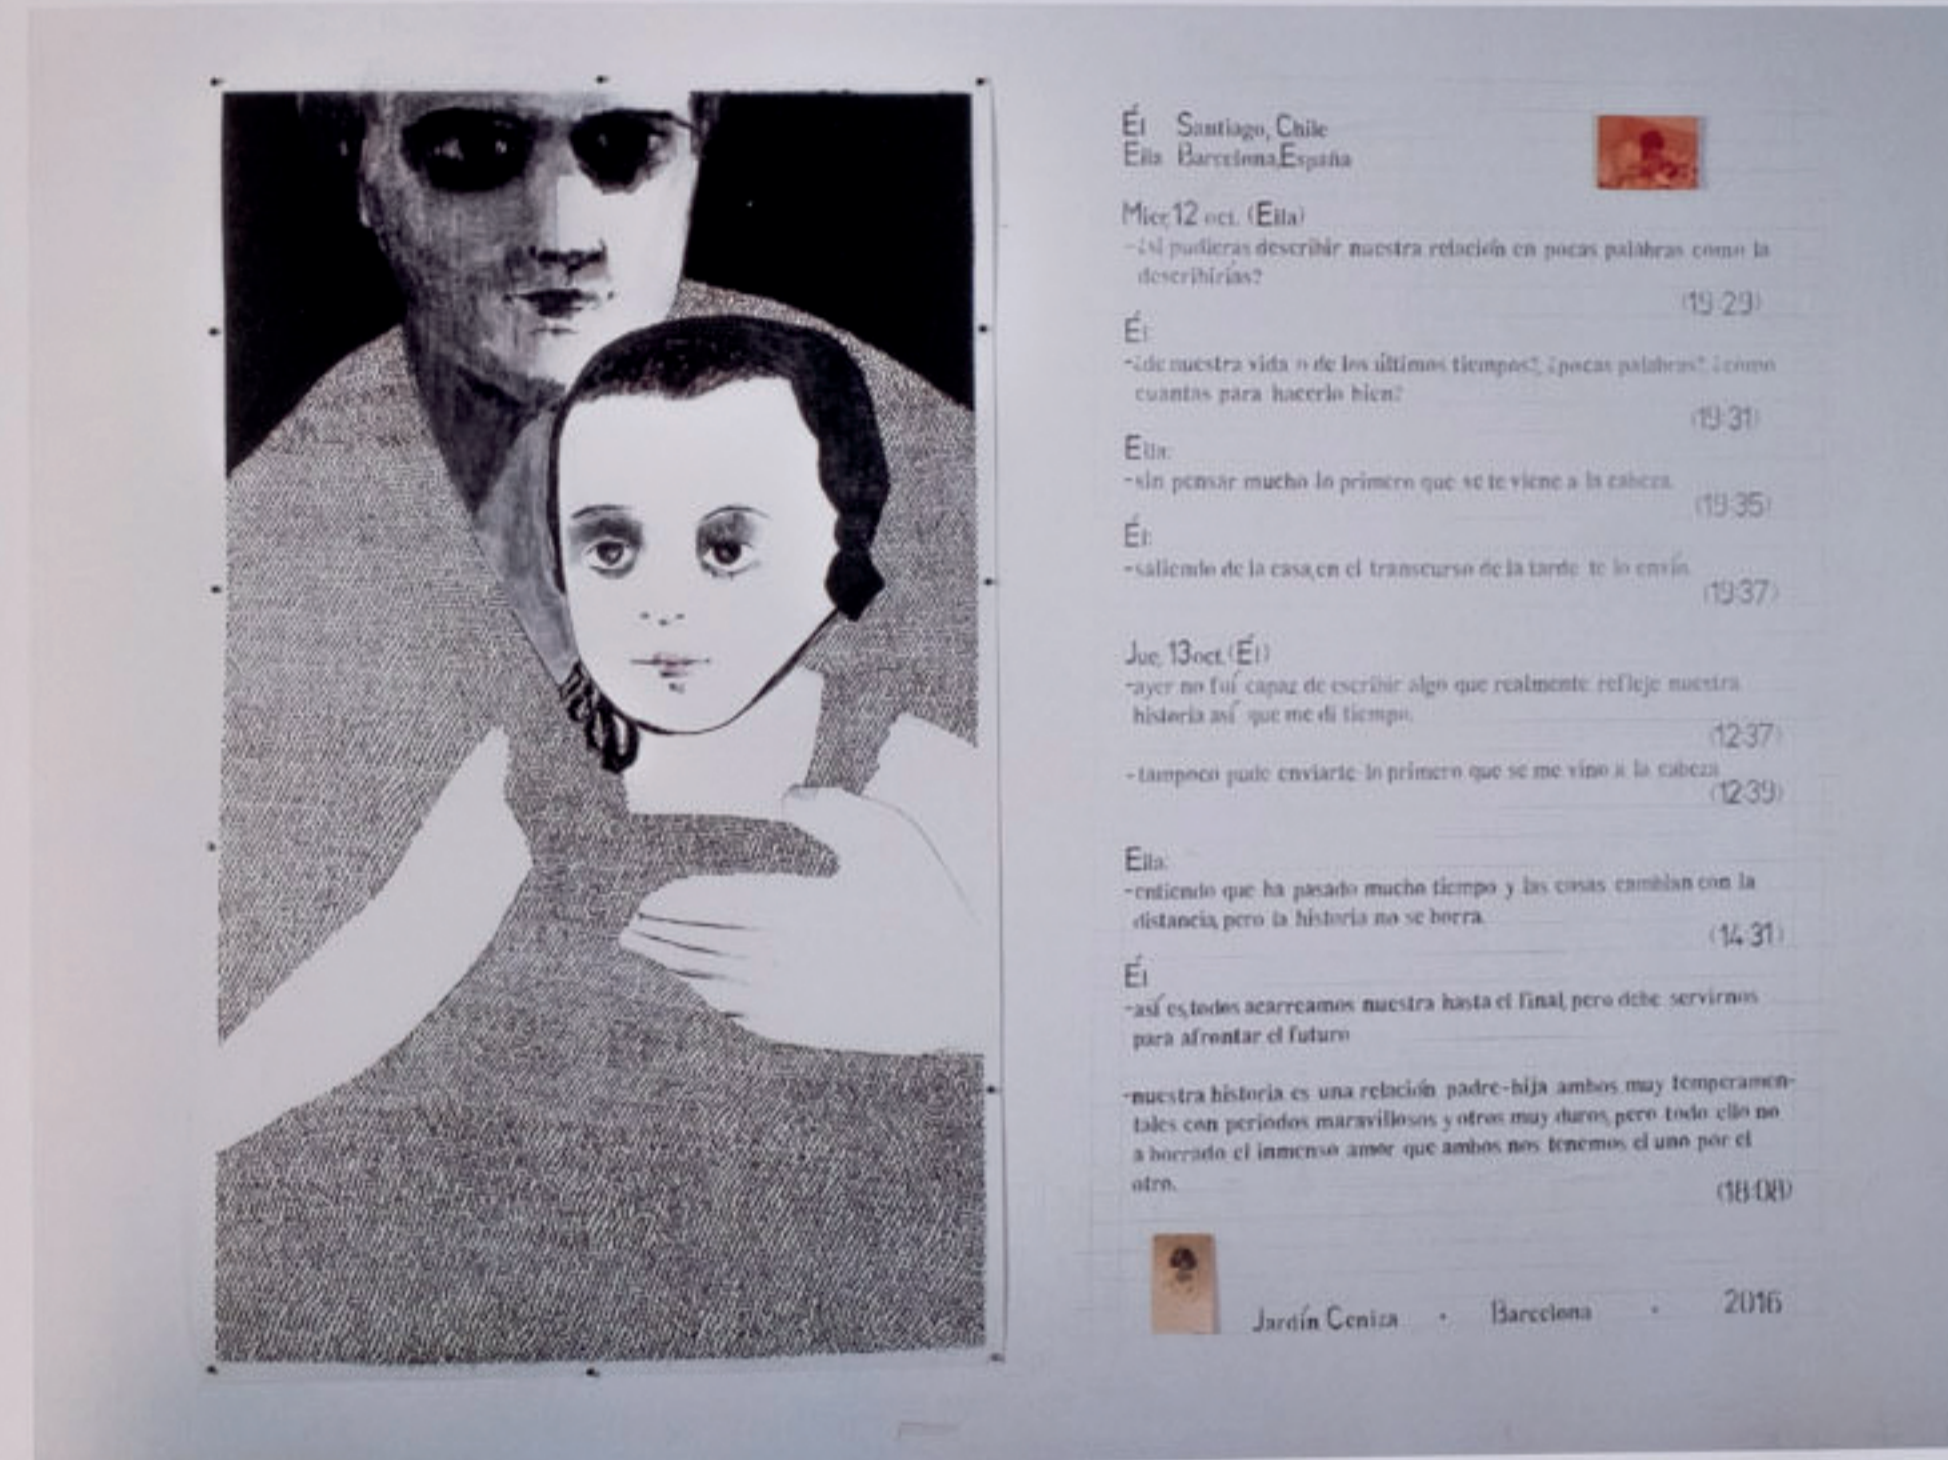 Él Santiago, Chile
Ella Barcelona, España
Mier, 12 oct. (Ella)
-¿si pudieras describir nuestra relación en pocas palabras como la
describirías?
(19:29)
Él:
-¿de nuestra vida o de los últimos tiempos?, ¿pocas palabras? ¿como
cuantas para hacerlo bien?
(19:31)
Ella:
-sin pensar mucho lo primero que se te viene a la cabeza.
(19:35)
Él:
-saliendo de la casa, en el transcurso de la tarde te lo envío.
(19:37)
Jue, 13 oct. (Él)
-ayer no fuí capaz de escribir algo que realmente refleje nuestra
historia así que me di tiempo.
(12:37)
-tampoco pude enviarte lo primero que se me vino a la cabeza
(12:39)
Ella:
-entiendo que ha pasado mucho tiempo y las cosas cambian con la
distancia, pero la historia no se borra.
(14:31)
Él
-así es, todos acarreamos nuestra hasta el final, pero debe servirnos
para afrontar el futuro
-nuestra historia es una relación padre-hija ambos muy temperamen-
tales con periodos maravillosos y otros muy duros, pero todo ello no
a borrado el inmenso amor que ambos nos tenemos el uno por el
otro.
(18:08)
Jardín Ceniza · Barcelona · 2016